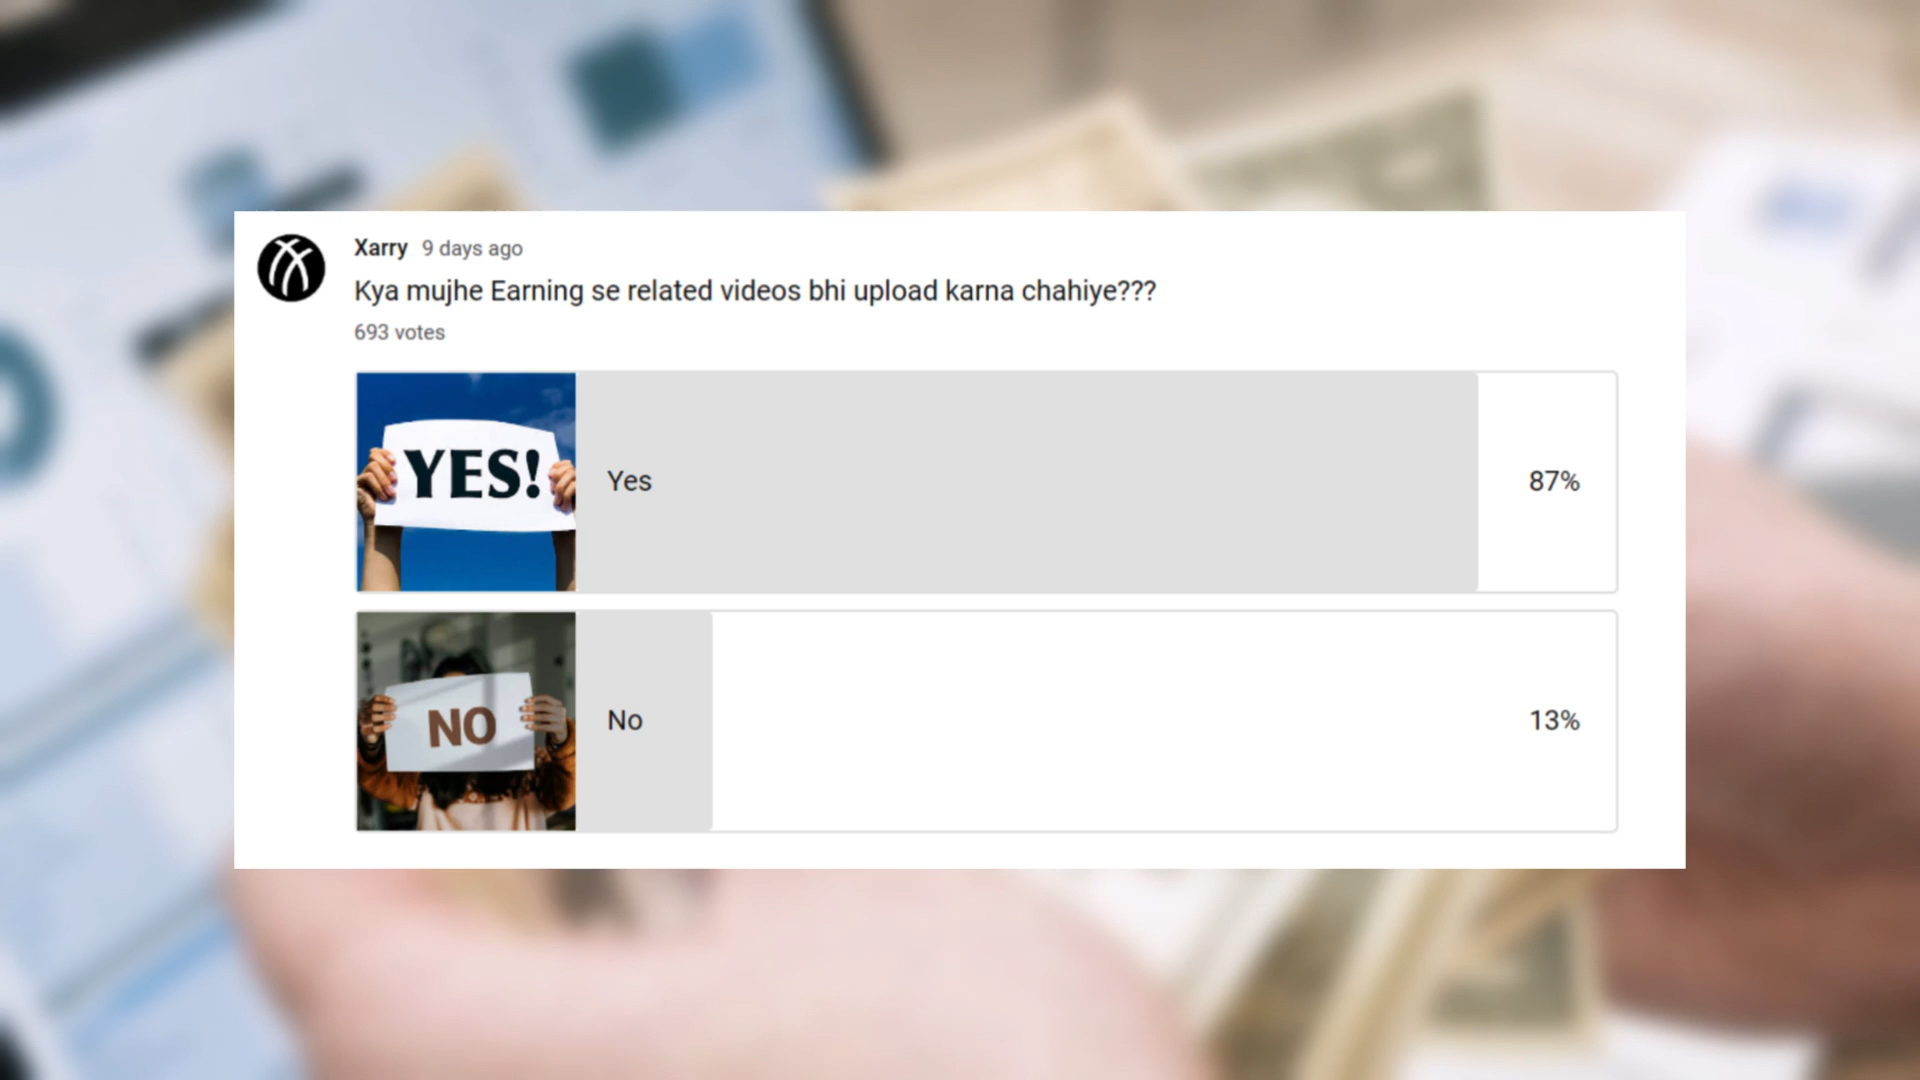 Xarry 9 days ago
Kya mujhe Earning se related videos bhi upload karna chahiye???
693 votes
YES!
Yes
87%
NO
No
13%